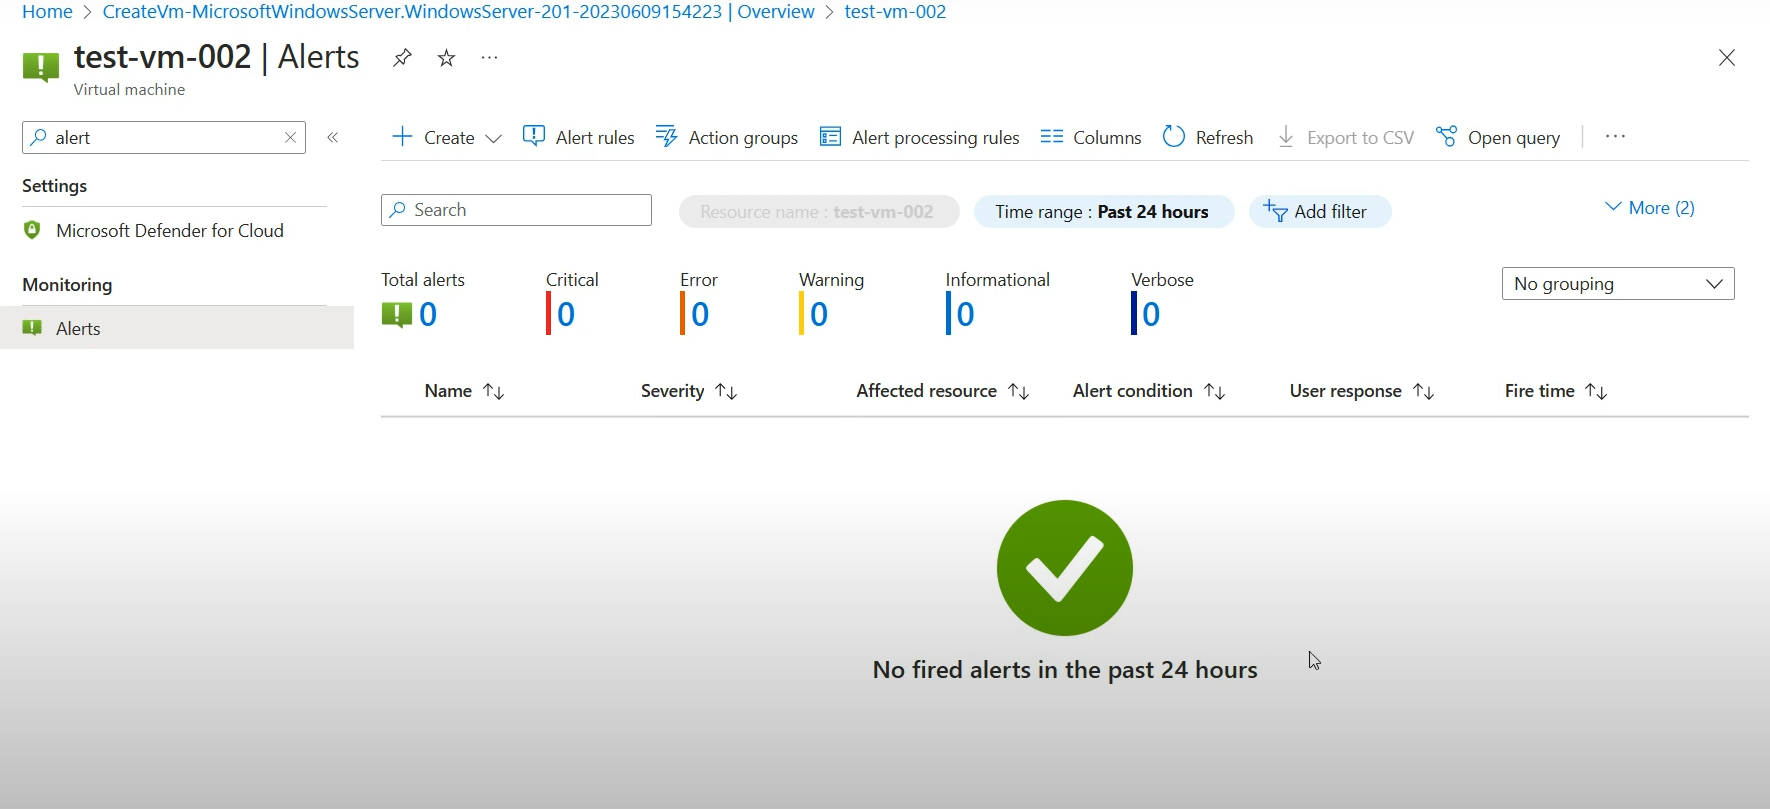 Home > CreateVm-MicrosoftWindowsServer.WindowsServer-201-20230609154223 | Overview > test-vm-002
test-vm-002 | Alerts ...
Virtual machine
alert
Settings
Microsoft Defender for Cloud
Monitoring
Alerts
Create Alert rules Action groups Alert processing rules Columns Refresh Export to CSV Open query ...
Search Resource name : test-vm-002 Time range : Past 24 hours Add filter More (2)
Total alerts Critical Error Warning Informational Verbose
0 0 0 0 0 0
No grouping
Name Severity Affected resource Alert condition User response Fire time
No fired alerts in the past 24 hours